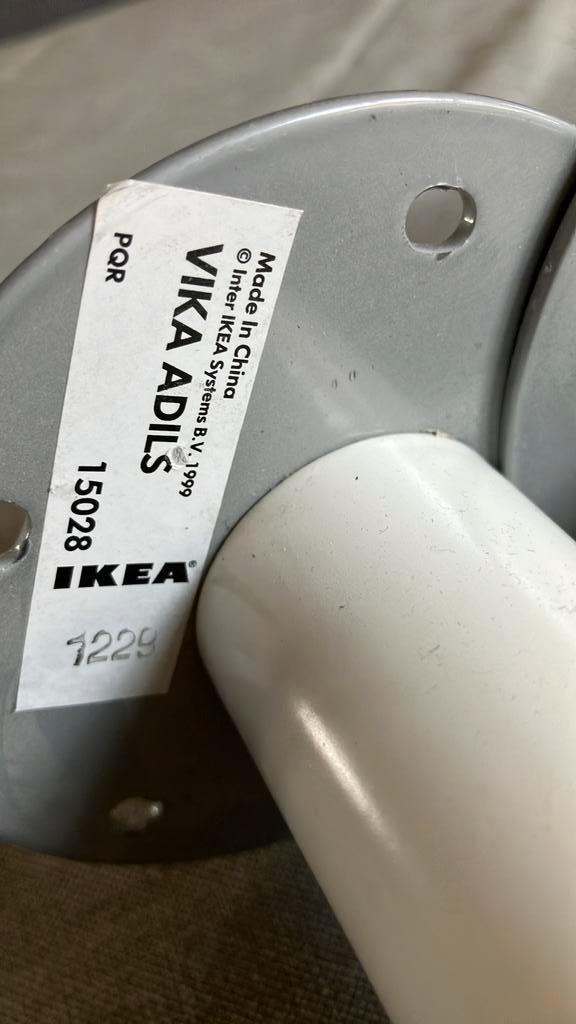 Made In China
© Inter IKEA Systems B.V. 1999
VIKA ADILS
PQR
15028
IKEA®
1229